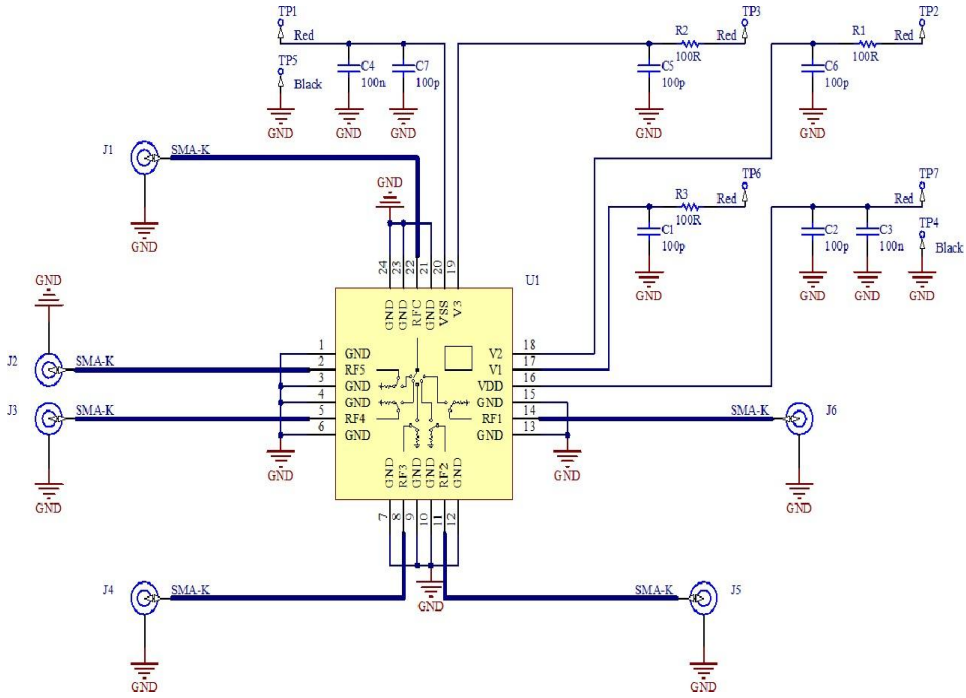 TP1
Red
TP5
Black
C4
100n
C7
100p
GND
GND
GND
TP3
R2
Red
100R
C5
100p
GND
TP2
R1
Red
100R
C6
100p
GND
J1
SMA-K
GND
GND
TP6
R3
Red
100R
C1
100p
GND
TP7
Red
TP4
Black
C2
100p
C3
100n
GND
GND
GND
U1
24
23
22
21
20
19
GND
GND
RFC
GND
VSS
V3
GND
J2
SMA-K
J3
SMA-K
GND
1
2
3
4
5
6
GND
RF5
GND
GND
RF4
GND
GND
V2
V1
VDD
GND
RF1
GND
18
17
16
15
14
13
GND
SMA-K
J6
GND
GND
RF3
GND
GND
RF2
GND
7
8
9
10
11
12
GND
J4
SMA-K
GND
SMA-K
J5
GND